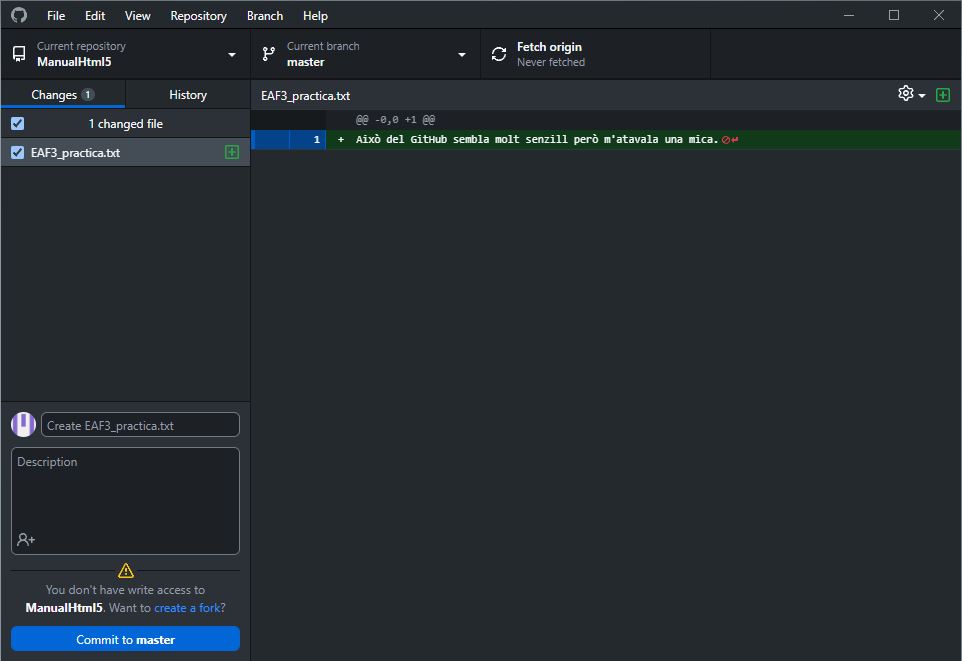 File Edit View Repository Branch Help
Current repository
ManualHtml5
Current branch
master
Fetch origin
Never fetched
Changes 1
History
EAF3_practica.txt
1 changed file
EAF3_practica.txt
@@ -0,0 +1 @@
1 + Això del GitHub sembla molt senzill però m'atavala una mica.
Create EAF3_practica.txt
Description
You don't have write access to
ManualHtml5. Want to create a fork?
Commit to master